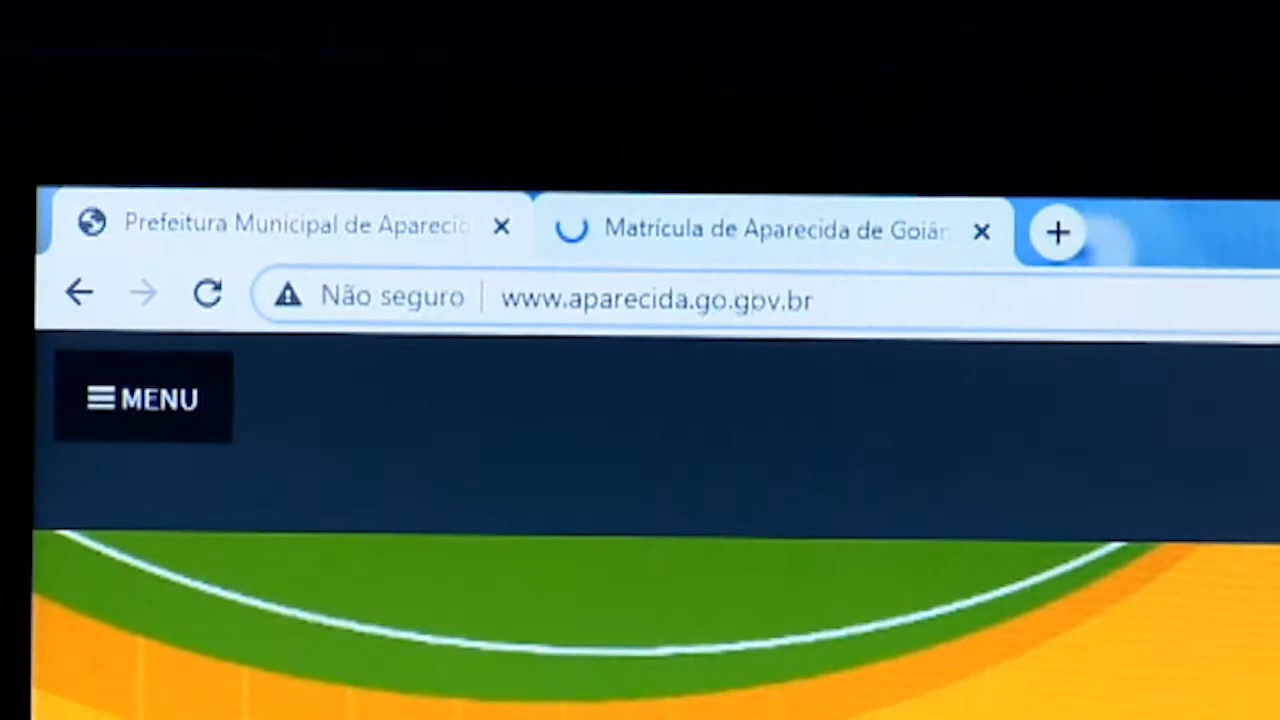 Prefeitura Municipal de Aparecid Matrícula de Aparecida de Goiân
Não seguro www.aparecida.go.gov.br
MENU